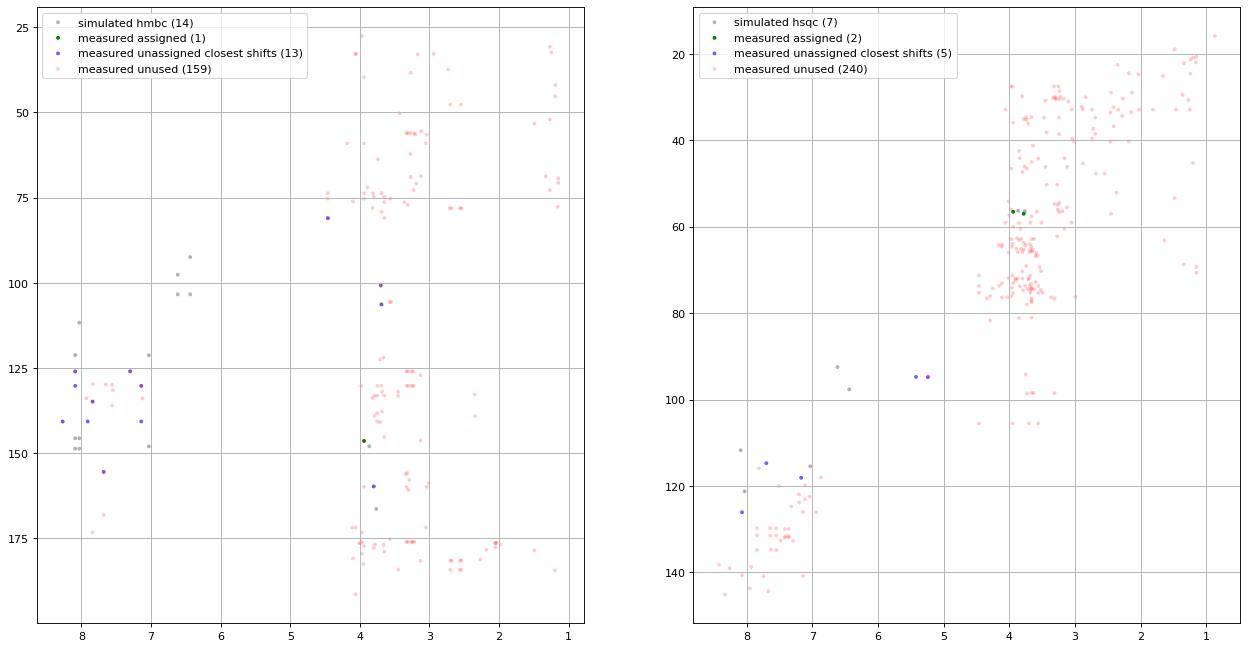 simulated hmbc (14)
measured assigned (1)
measured unassigned closest shifts (13)
measured unused (159)
25
50
75
100
125
150
175
8 7 6 5 4 3 2 1
simulated hsqc (7)
measured assigned (2)
measured unassigned closest shifts (5)
measured unused (240)
20
40
60
80
100
120
140
8 7 6 5 4 3 2 1